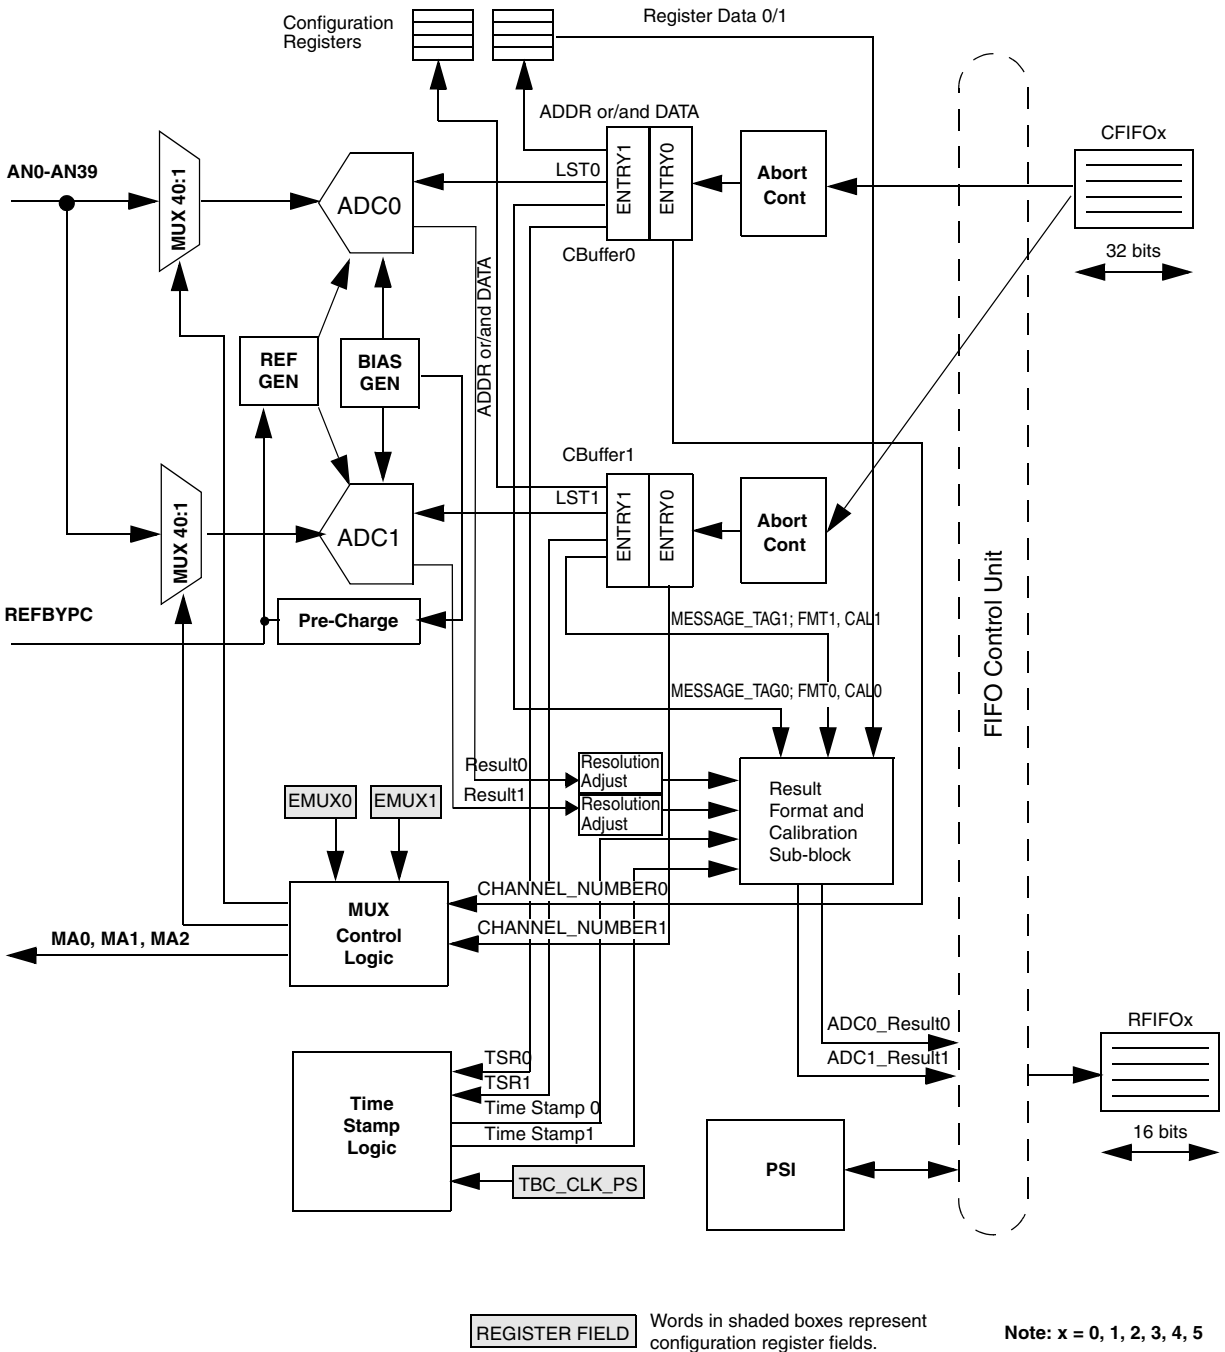 Configuration
Registers
Register Data 0/1
ADDR or/and DATA
CFIFOx
AN0-AN39
MUX 40:1
ADC0
LST0
ENTRY1
ENTRY0
Abort
Cont
CBuffer0
32 bits
ADDR or/and DATA
REF
GEN
BIAS
GEN
CBuffer1
LST1
MUX 40:1
ADC1
ENTRY1
ENTRY0
Abort
Cont
FIFO Control Unit
REFBYPC
Pre-Charge
MESSAGE_TAG1; FMT1, CAL1
MESSAGE_TAG0; FMT0, CAL0
Result0
Resolution
Adjust
Result1
Resolution
Adjust
Result
Format and
Calibration
Sub-block
EMUX0
EMUX1
MUX
Control
Logic
CHANNEL_NUMBER0
CHANNEL_NUMBER1
MA0, MA1, MA2
ADC0_Result0
ADC1_Result1
RFIFOx
16 bits
Time
Stamp
Logic
TSR0
TSR1
Time Stamp 0
Time Stamp1
TBC_CLK_PS
PSI
REGISTER FIELD
Words in shaded boxes represent
configuration register fields.
Note: x = 0, 1, 2, 3, 4, 5